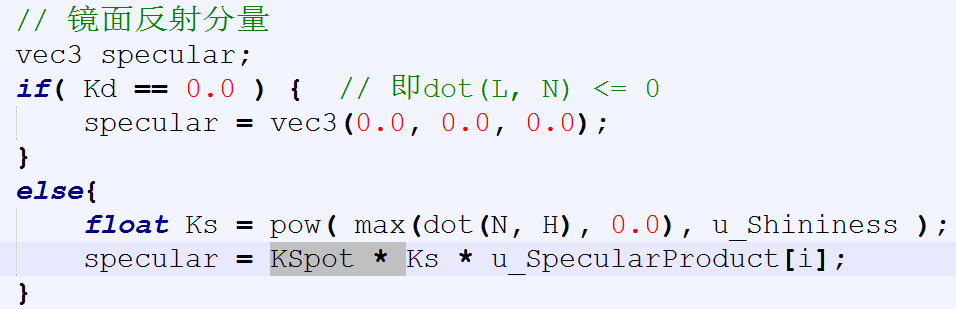 // 镜面反射分量
vec3 specular;
if( Kd == 0.0 ) {  // 即dot(L, N) <= 0
    specular = vec3(0.0, 0.0, 0.0);
}
else{
    float Ks = pow( max(dot(N, H), 0.0), u_Shininess );
    specular = KSpot * Ks * u_SpecularProduct[i];
}